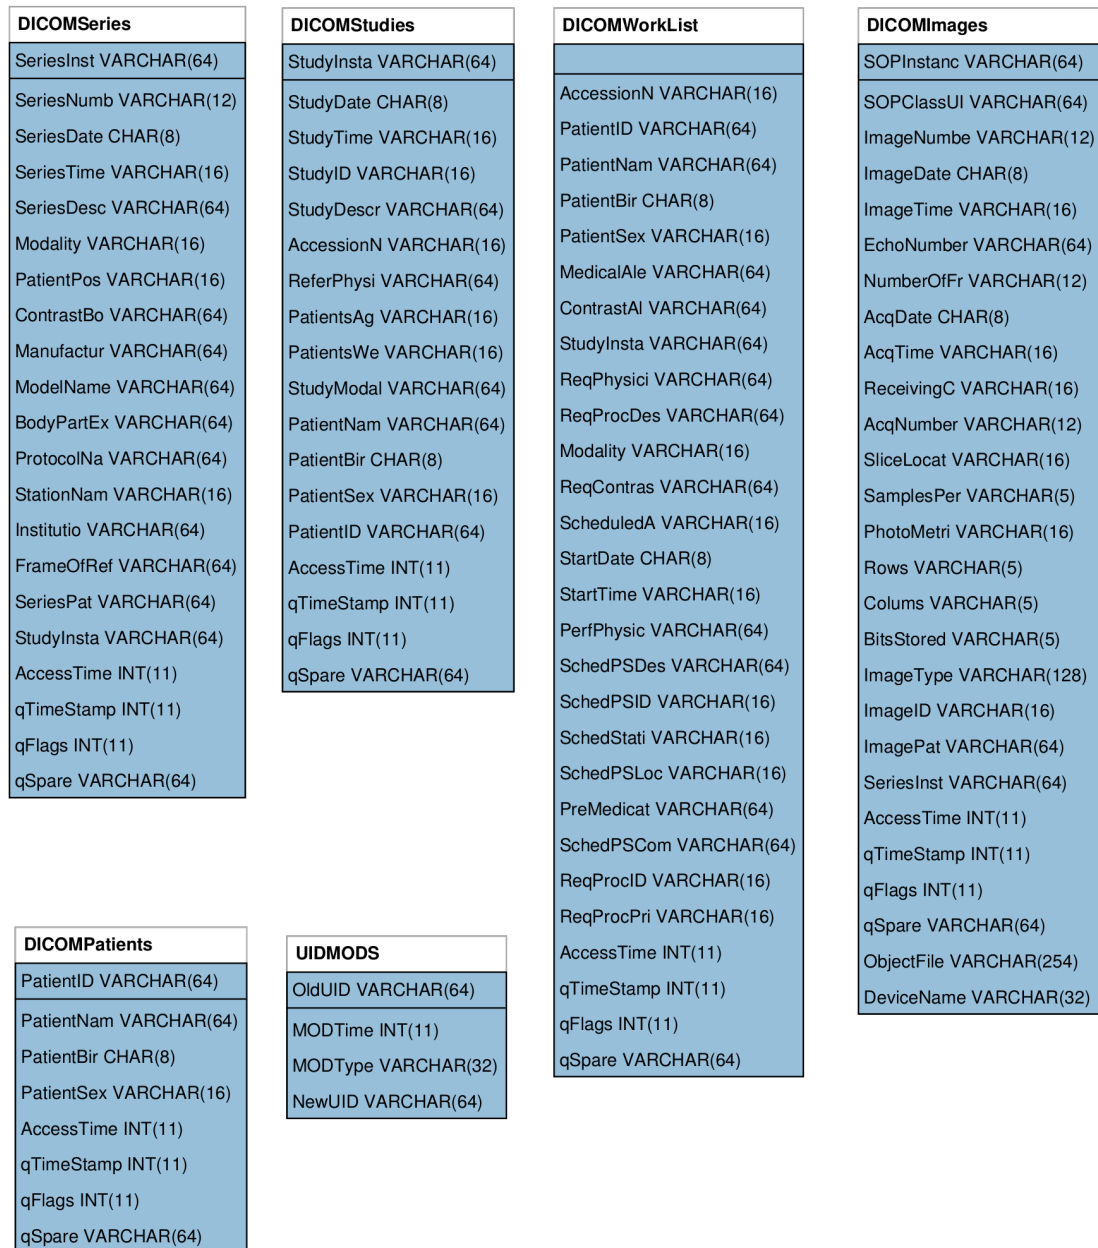 DICOMSeries
SeriesInst VARCHAR(64)
SeriesNumb VARCHAR(12)
SeriesDate CHAR(8)
SeriesTime VARCHAR(16)
SeriesDesc VARCHAR(64)
Modality VARCHAR(16)
PatientPos VARCHAR(16)
ContrastBo VARCHAR(64)
Manufactur VARCHAR(64)
ModelName VARCHAR(64)
BodyPartEx VARCHAR(64)
ProtocolNa VARCHAR(64)
StationNam VARCHAR(16)
Institutio VARCHAR(64)
FrameOfRef VARCHAR(64)
SeriesPat VARCHAR(64)
StudyInsta VARCHAR(64)
AccessTime INT(11)
qTimeStamp INT(11)
qFlags INT(11)
qSpare VARCHAR(64)
DICOMStudies
StudyInsta VARCHAR(64)
StudyDate CHAR(8)
StudyTime VARCHAR(16)
StudyID VARCHAR(16)
StudyDescr VARCHAR(64)
AccessionN VARCHAR(16)
ReferPhysi VARCHAR(64)
PatientsAg VARCHAR(16)
PatientsWe VARCHAR(16)
StudyModal VARCHAR(64)
PatientNam VARCHAR(64)
PatientBir CHAR(8)
PatientSex VARCHAR(16)
PatientID VARCHAR(64)
AccessTime INT(11)
qTimeStamp INT(11)
qFlags INT(11)
qSpare VARCHAR(64)
DICOMWorkList
AccessionN VARCHAR(16)
PatientID VARCHAR(64)
PatientNam VARCHAR(64)
PatientBir CHAR(8)
PatientSex VARCHAR(16)
MedicalAle VARCHAR(64)
ContrastAl VARCHAR(64)
StudyInsta VARCHAR(64)
ReqPhysici VARCHAR(64)
ReqProcDes VARCHAR(64)
Modality VARCHAR(16)
ReqContras VARCHAR(64)
ScheduledA VARCHAR(16)
StartDate CHAR(8)
StartTime VARCHAR(16)
PerfPhysic VARCHAR(64)
SchedPSDes VARCHAR(64)
SchedPSID VARCHAR(16)
SchedStati VARCHAR(16)
SchedPSLoc VARCHAR(16)
PreMedicat VARCHAR(64)
SchedPSCom VARCHAR(64)
ReqProcID VARCHAR(16)
ReqProcPri VARCHAR(16)
AccessTime INT(11)
qTimeStamp INT(11)
qFlags INT(11)
qSpare VARCHAR(64)
DICOMImages
SOPInstanc VARCHAR(64)
SOPClassUI VARCHAR(64)
ImageNumbe VARCHAR(12)
ImageDate CHAR(8)
ImageTime VARCHAR(16)
EchoNumber VARCHAR(64)
NumberOfFr VARCHAR(12)
AcqDate CHAR(8)
AcqTime VARCHAR(16)
ReceivingC VARCHAR(16)
AcqNumber VARCHAR(12)
SliceLocat VARCHAR(16)
SamplesPer VARCHAR(5)
PhotoMetri VARCHAR(16)
Rows VARCHAR(5)
Colums VARCHAR(5)
BitsStored VARCHAR(5)
ImageType VARCHAR(128)
ImageID VARCHAR(16)
ImagePat VARCHAR(64)
SeriesInst VARCHAR(64)
AccessTime INT(11)
qTimeStamp INT(11)
qFlags INT(11)
qSpare VARCHAR(64)
ObjectFile VARCHAR(254)
DeviceName VARCHAR(32)
DICOMPatients
PatientID VARCHAR(64)
PatientNam VARCHAR(64)
PatientBir CHAR(8)
PatientSex VARCHAR(16)
AccessTime INT(11)
qTimeStamp INT(11)
qFlags INT(11)
qSpare VARCHAR(64)
UIDMODS
OldUID VARCHAR(64)
MODTime INT(11)
MODType VARCHAR(32)
NewUID VARCHAR(64)